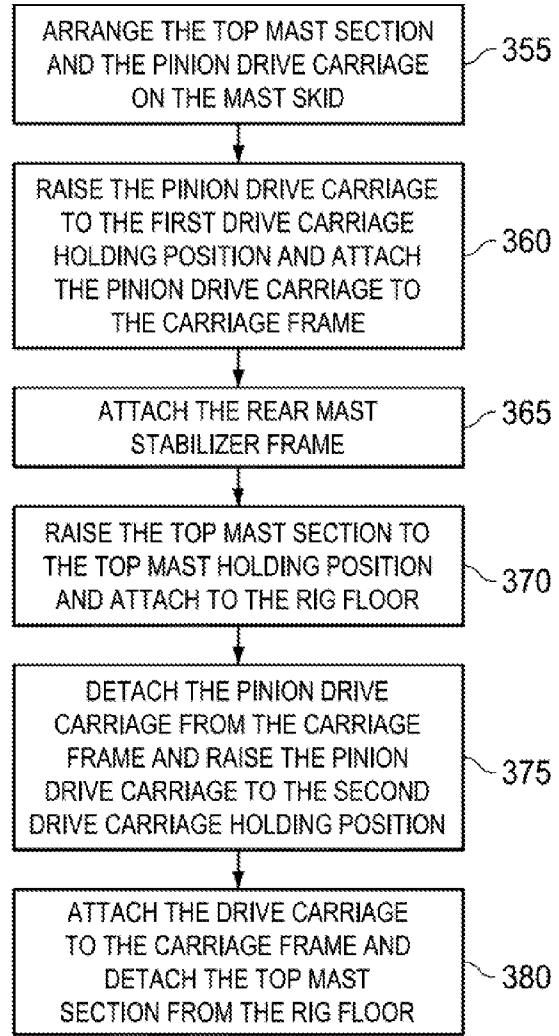 ARRANGE THE TOP MAST SECTION
AND THE PINION DRIVE CARRIAGE
ON THE MAST SKID
355
RAISE THE PINION DRIVE CARRIAGE
TO THE FIRST DRIVE CARRIAGE
HOLDING POSITION AND ATTACH
THE PINION DRIVE CARRIAGE TO
THE CARRIAGE FRAME
360
ATTACH THE REAR MAST
STABILIZER FRAME
365
RAISE THE TOP MAST SECTION TO
THE TOP MAST HOLDING POSITION
AND ATTACH TO THE RIG FLOOR
370
DETACH THE PINION DRIVE
CARRIAGE FROM THE CARRIAGE
FRAME AND RAISE THE PINION
DRIVE CARRIAGE TO THE SECOND
DRIVE CARRIAGE HOLDING POSITION
375
ATTACH THE DRIVE CARRIAGE
TO THE CARRIAGE FRAME AND
DETACH THE TOP MAST
SECTION FROM THE RIG FLOOR
380